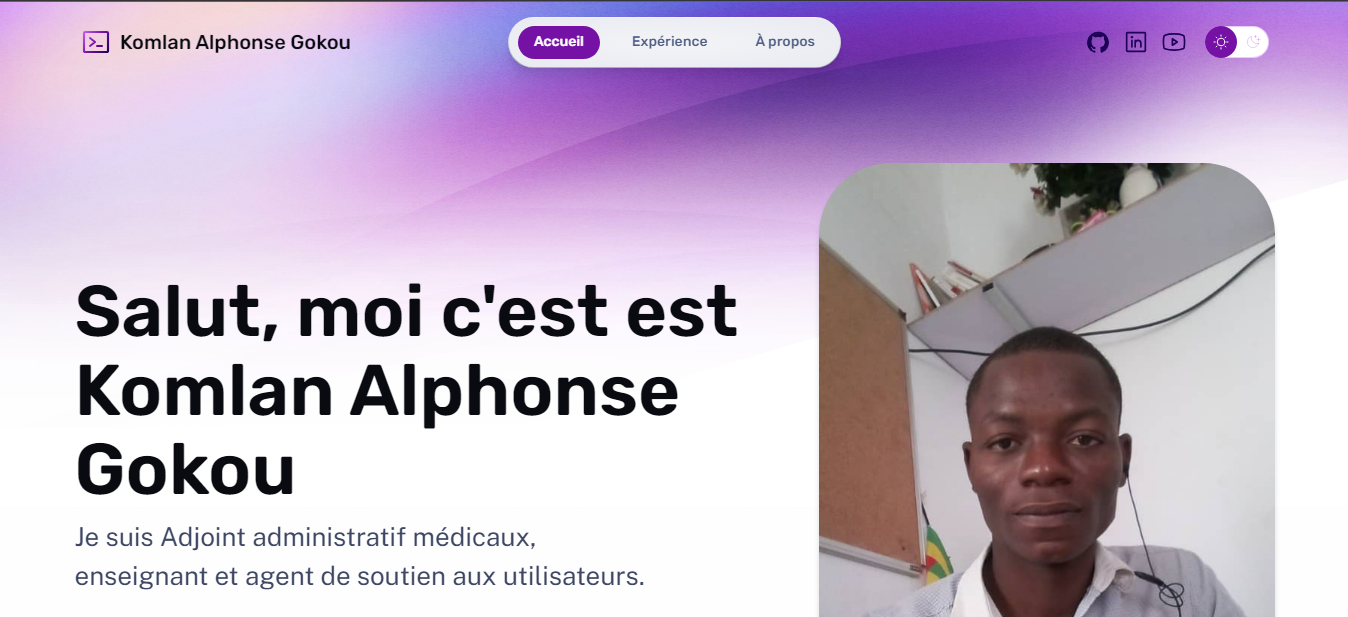 Komlan Alphonse Gokou
Accueil
Expérience
À propos
Salut, moi c'est est
Komlan Alphonse
Gokou
Je suis Adjoint administratif médicaux,
enseignant et agent de soutien aux utilisateurs.